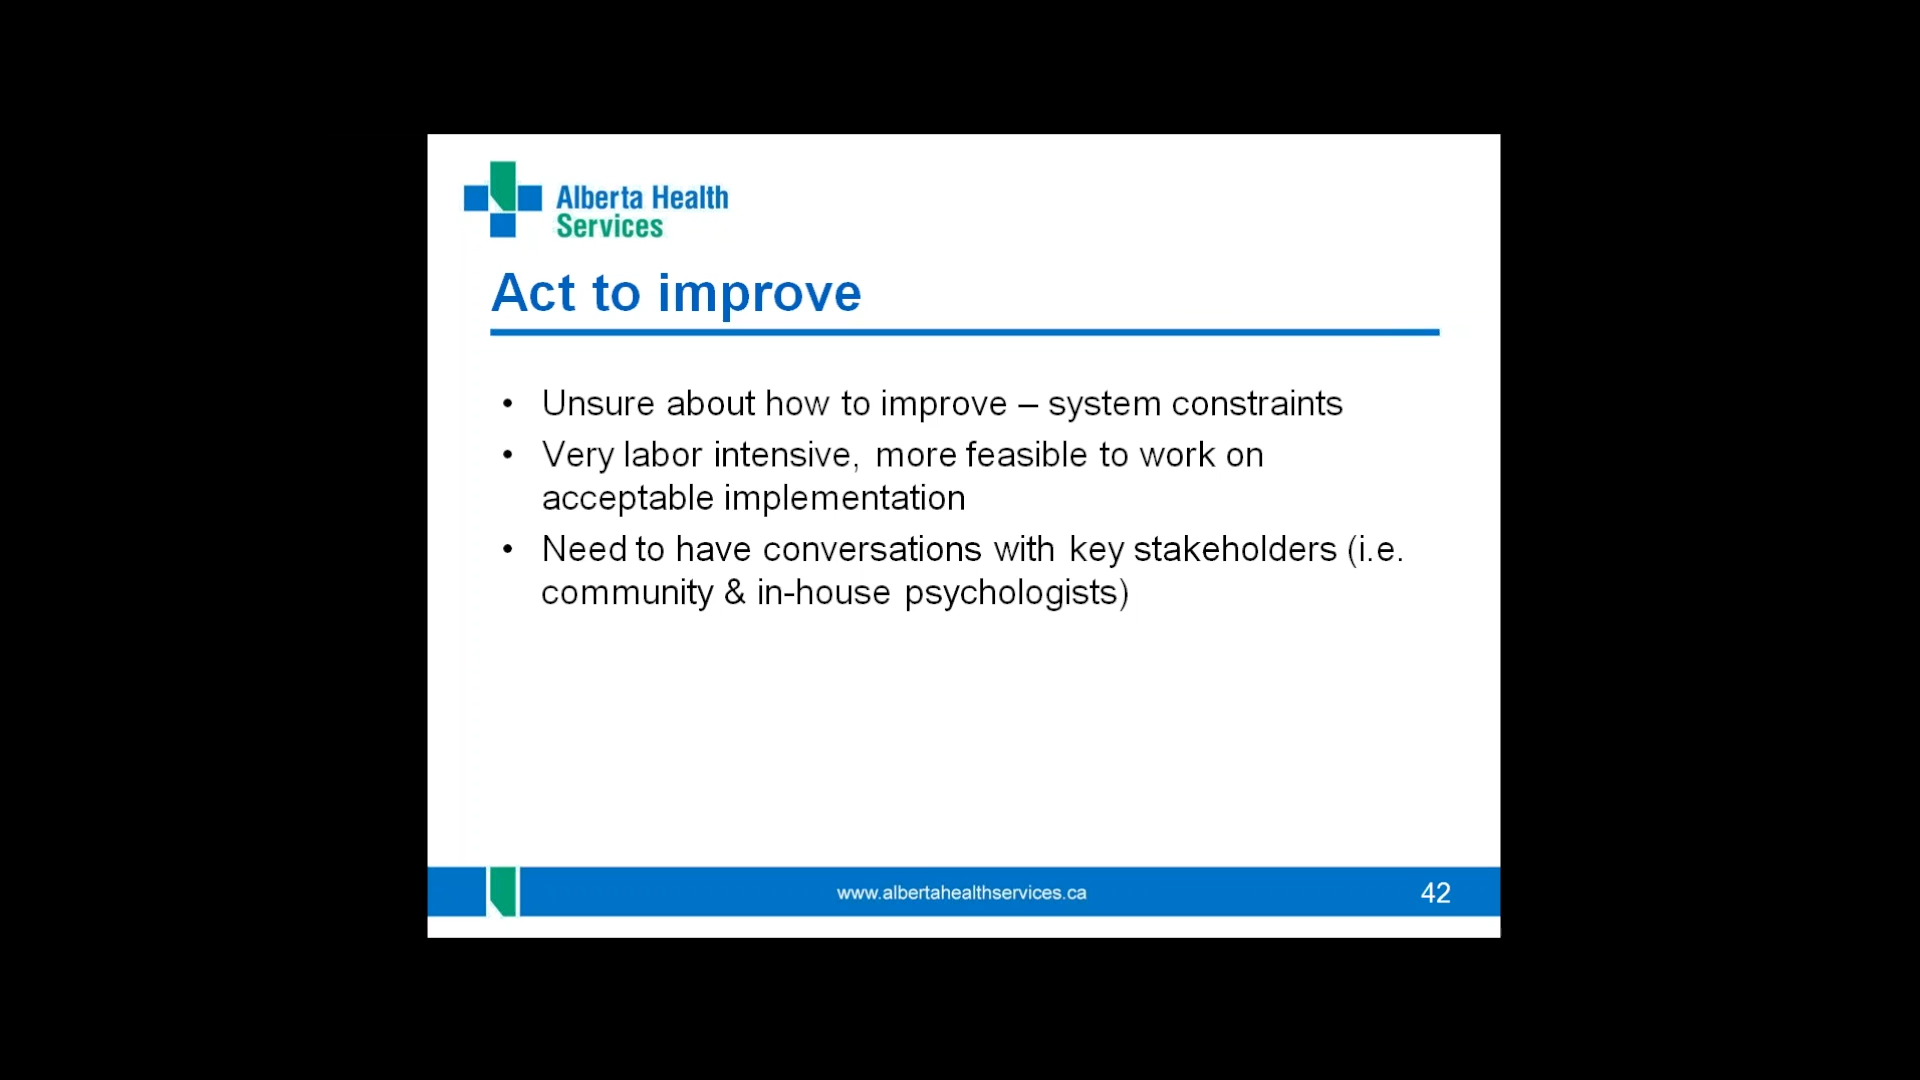 Alberta Health
Services
Act to improve
• Unsure about how to improve – system constraints
• Very labor intensive, more feasible to work on
acceptable implementation
• Need to have conversations with key stakeholders (i.e.
community & in-house psychologists)
www.albertahealthservices.ca
42